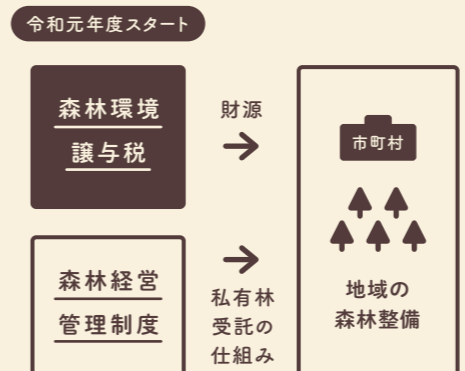 令和元年度スタート
森林環境
譲与税
財源
市町村
地域の
森林整備
森林経営
管理制度
私有林
受託の
仕組み